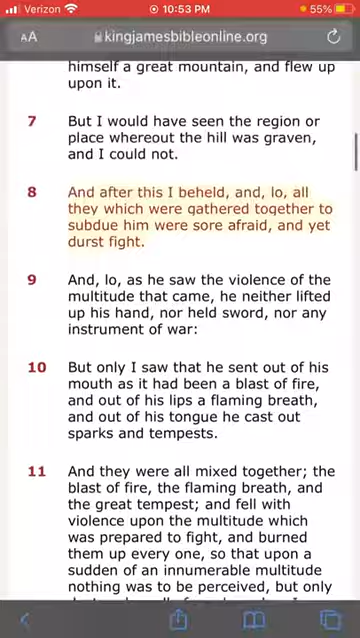 Verizon 10:53 PM 55%
AA kingjamesbibleonline.org
himself a great mountain, and flew up
upon it.
7 But I would have seen the region or
place whereout the hill was graven,
and I could not.
8 And after this I beheld, and, lo, all
they which were gathered together to
subdue him were sore afraid, and yet
durst fight.
9 And, lo, as he saw the violence of the
multitude that came, he neither lifted
up his hand, nor held sword, nor any
instrument of war:
10 But only I saw that he sent out of his
mouth as it had been a blast of fire,
and out of his lips a flaming breath,
and out of his tongue he cast out
sparks and tempests.
11 And they were all mixed together; the
blast of fire, the flaming breath, and
the great tempest; and fell with
violence upon the multitude which
was prepared to fight, and burned
them up every one, so that upon a
sudden of an innumerable multitude
nothing was to be perceived, but only